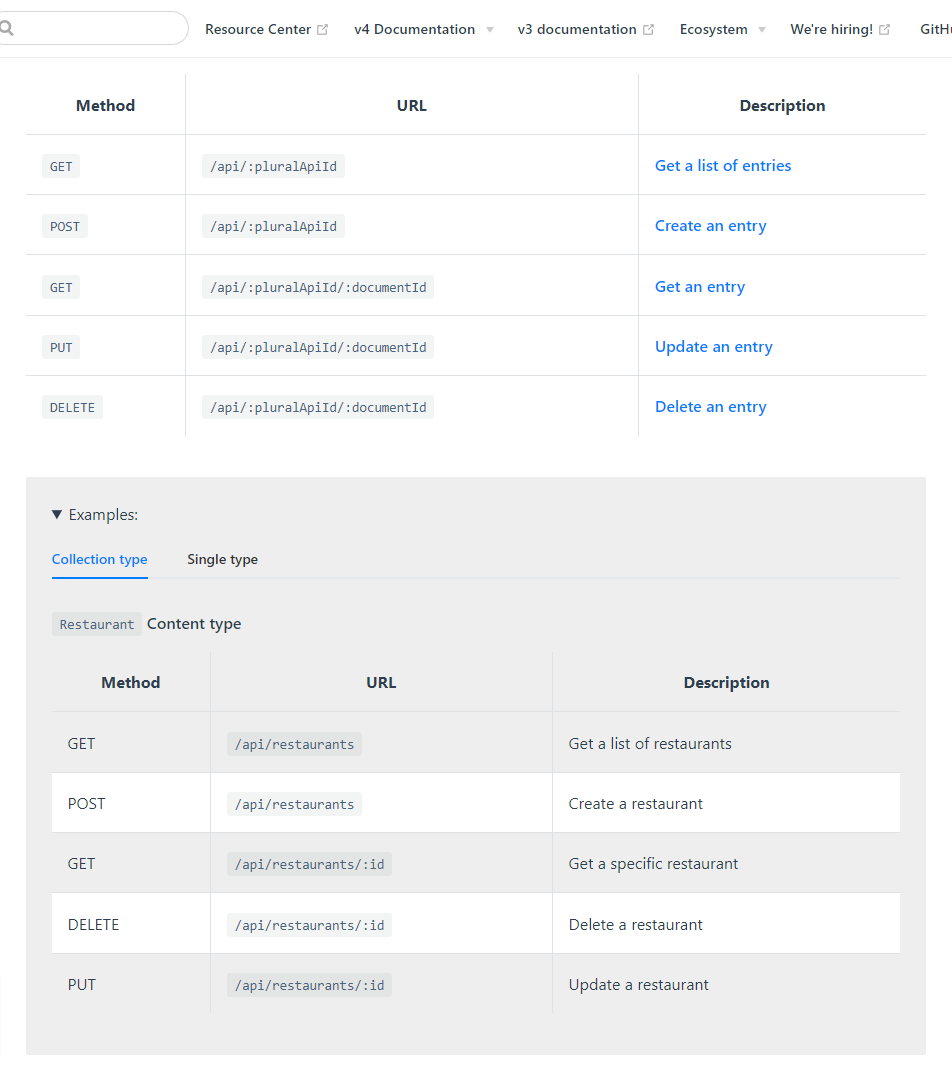 Resource Center v4 Documentation v3 documentation Ecosystem We're hiring!
Method URL Description
GET /api/:pluralApiId Get a list of entries
POST /api/:pluralApiId Create an entry
GET /api/:pluralApiId/:documentId Get an entry
PUT /api/:pluralApiId/:documentId Update an entry
DELETE /api/:pluralApiId/:documentId Delete an entry
▼ Examples:
Collection type Single type
Restaurant Content type
Method URL Description
GET /api/restaurants Get a list of restaurants
POST /api/restaurants Create a restaurant
GET /api/restaurants/:id Get a specific restaurant
DELETE /api/restaurants/:id Delete a restaurant
PUT /api/restaurants/:id Update a restaurant